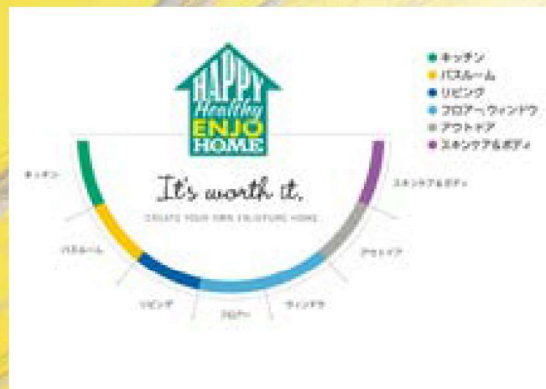 HAPPY
Healthy
ENJO
HOME
キッチン
バスルーム
リビング
フロアー、ウィンドウ
アウトドア
スキンケア&ボディ
It's worth it.
CREATE YOUR OWN ENJOPURE HOME
キッチン
スキンケア&ボディ
バスルーム
アウトドア
リビング
フロアー
ウィンドウ